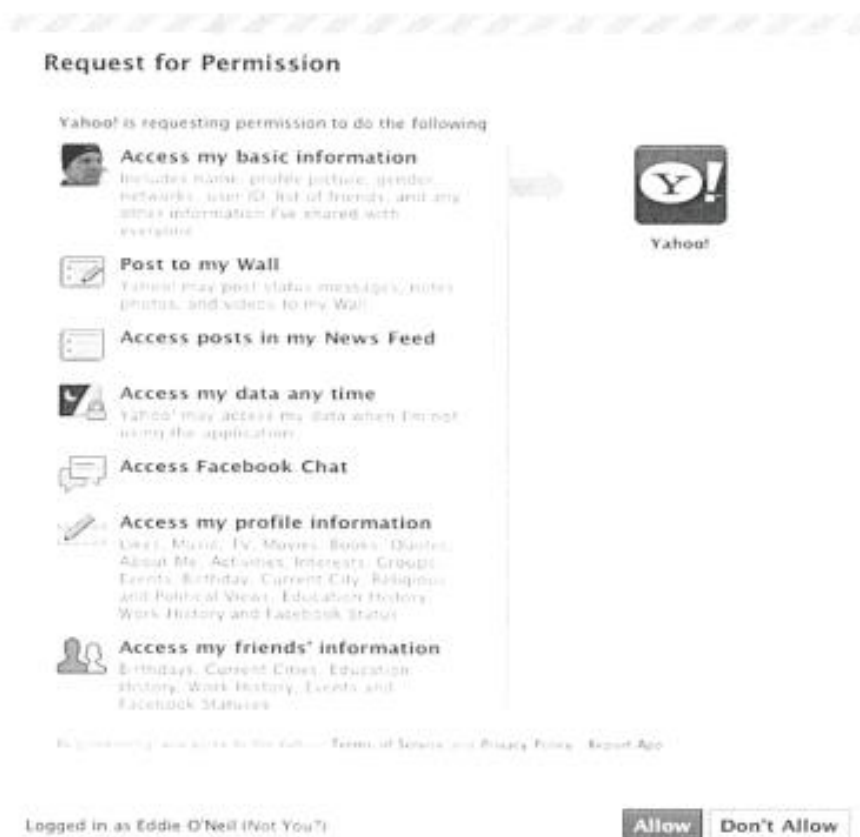 Request for Permission
Yahoo! is requesting permission to do the following
Access my basic information
Includes name, profile picture, gender,
networks, user ID, list of friends, and any
other information I've shared with
everyone.
Y!
Yahoo!
Post to my Wall
Yahoo! may post status messages, notes,
photos, and videos to my Wall
Access posts in my News Feed
Access my data any time
Yahoo! may access my data when I'm not
using the application
Access Facebook Chat
Access my profile information
Likes, Music, TV, Movies, Books, Quotes,
About Me, Activities, Interests, Groups,
Events, Birthday, Current City, Religious
and Political Views, Education History,
Work History and Facebook Status
Access my friends' information
Birthdays, Current Cities, Education
History, Work History, Events and
Facebook Statuses
Terms of Service and Privacy Policy · Report App
Logged in as Eddie O'Neill (Not You?)
Allow
Don't Allow